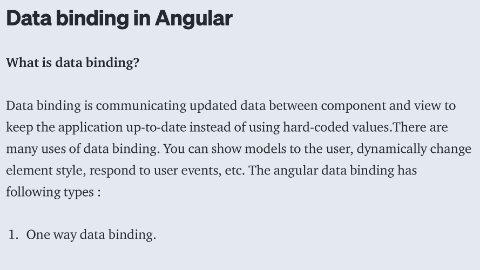 Data binding in Angular
What is data binding?
Data binding is communicating updated data between component and view to
keep the application up-to-date instead of using hard-coded values.There are
many uses of data binding. You can show models to the user, dynamically change
element style, respond to user events, etc. The angular data binding has
following types :
1. One way data binding.